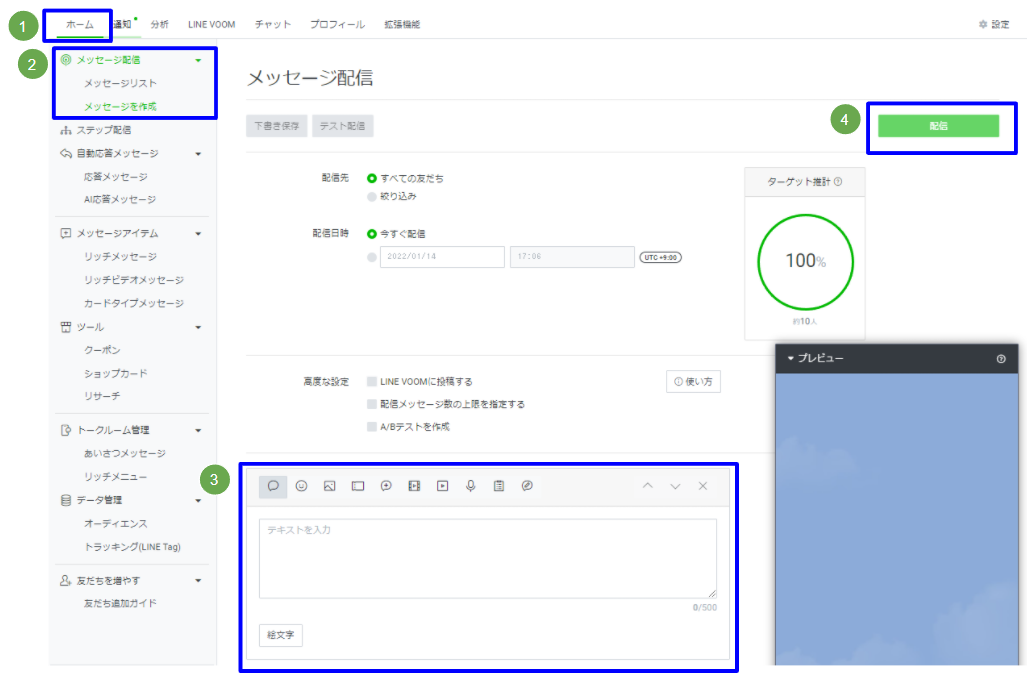 1
ホーム 通知 分析 LINE VOOM チャット プロフィール 拡張機能 設定
2
メッセージ配信
メッセージリスト
メッセージを作成
ステップ配信
自動応答メッセージ
応答メッセージ
AI応答メッセージ
メッセージアイテム
リッチメッセージ
リッチビデオメッセージ
カードタイプメッセージ
ツール
クーポン
ショップカード
リサーチ
トークルーム管理
あいさつメッセージ
リッチメニュー
データ管理
オーディエンス
トラッキング(LINE Tag)
友だちを増やす
友だち追加ガイド
メッセージ配信
下書き保存 テスト配信
4
配信
配信先 すべての友だち
絞り込み
配信日時 今すぐ配信
2022/01/14 17:06 UTC +9:00
ターゲット推計
100%
約10人
高度な設定 LINE VOOMに投稿する
配信メッセージ数の上限を指定する
A/Bテストを作成
使い方
プレビュー
3
テキストを入力
0/500
絵文字